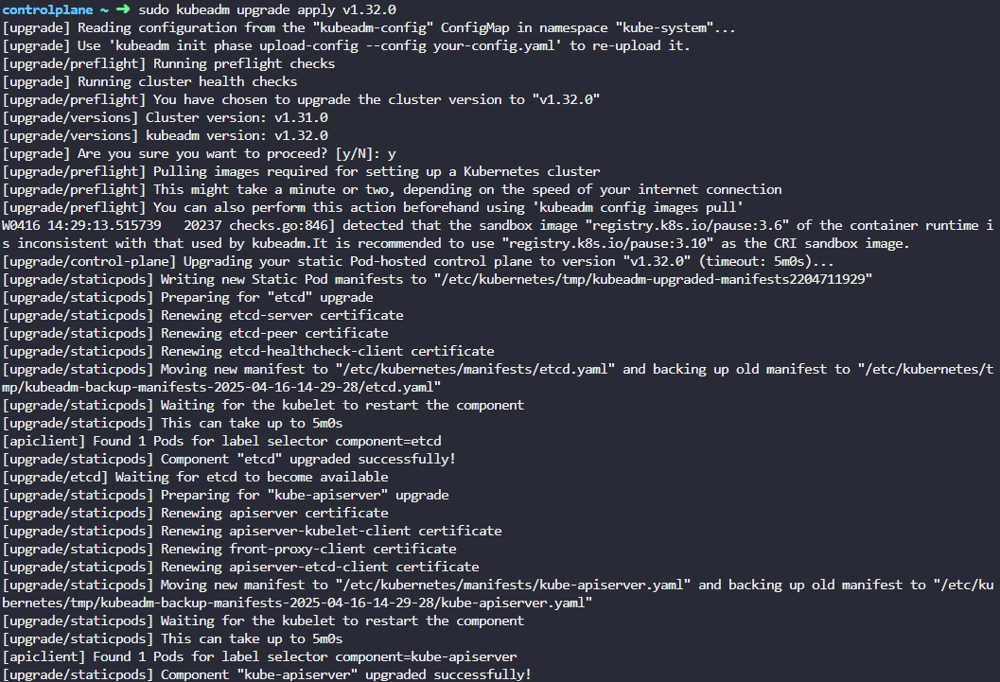 controlplane ~ ➜ sudo kubeadm upgrade apply v1.32.0
[upgrade] Reading configuration from the "kubeadm-config" ConfigMap in namespace "kube-system"...
[upgrade] Use 'kubeadm init phase upload-config --config your-config.yaml' to re-upload it.
[upgrade/preflight] Running preflight checks
[upgrade] Running cluster health checks
[upgrade/preflight] You have chosen to upgrade the cluster version to "v1.32.0"
[upgrade/versions] Cluster version: v1.31.0
[upgrade/versions] kubeadm version: v1.32.0
[upgrade] Are you sure you want to proceed? [y/N]: y
[upgrade/preflight] Pulling images required for setting up a Kubernetes cluster
[upgrade/preflight] This might take a minute or two, depending on the speed of your internet connection
[upgrade/preflight] You can also perform this action beforehand using 'kubeadm config images pull'
W0416 14:29:13.515739   20237 checks.go:846] detected that the sandbox image "registry.k8s.io/pause:3.6" of the container runtime i
s inconsistent with that used by kubeadm.It is recommended to use "registry.k8s.io/pause:3.10" as the CRI sandbox image.
[upgrade/control-plane] Upgrading your static Pod-hosted control plane to version "v1.32.0" (timeout: 5m0s)...
[upgrade/staticpods] Writing new Static Pod manifests to "/etc/kubernetes/tmp/kubeadm-upgraded-manifests2204711929"
[upgrade/staticpods] Preparing for "etcd" upgrade
[upgrade/staticpods] Renewing etcd-server certificate
[upgrade/staticpods] Renewing etcd-peer certificate
[upgrade/staticpods] Renewing etcd-healthcheck-client certificate
[upgrade/staticpods] Moving new manifest to "/etc/kubernetes/manifests/etcd.yaml" and backing up old manifest to "/etc/kubernetes/t
mp/kubeadm-backup-manifests-2025-04-16-14-29-28/etcd.yaml"
[upgrade/staticpods] Waiting for the kubelet to restart the component
[upgrade/staticpods] This can take up to 5m0s
[apiclient] Found 1 Pods for label selector component=etcd
[upgrade/staticpods] Component "etcd" upgraded successfully!
[upgrade/etcd] Waiting for etcd to become available
[upgrade/staticpods] Preparing for "kube-apiserver" upgrade
[upgrade/staticpods] Renewing apiserver certificate
[upgrade/staticpods] Renewing apiserver-kubelet-client certificate
[upgrade/staticpods] Renewing front-proxy-client certificate
[upgrade/staticpods] Renewing apiserver-etcd-client certificate
[upgrade/staticpods] Moving new manifest to "/etc/kubernetes/manifests/kube-apiserver.yaml" and backing up old manifest to "/etc/ku
bernetes/tmp/kubeadm-backup-manifests-2025-04-16-14-29-28/kube-apiserver.yaml"
[upgrade/staticpods] Waiting for the kubelet to restart the component
[upgrade/staticpods] This can take up to 5m0s
[apiclient] Found 1 Pods for label selector component=kube-apiserver
[upgrade/staticpods] Component "kube-apiserver" upgraded successfully!